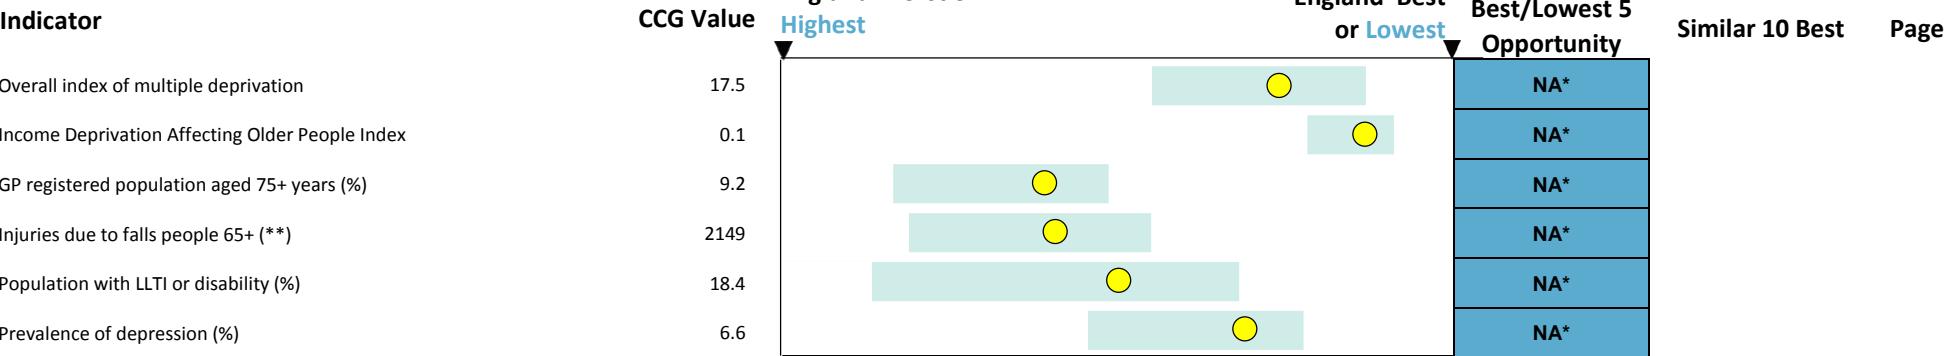 Indicator
CCG Value
Highest
England Best
or Lowest
Best/Lowest 5
Opportunity
Similar 10 Best
Page
Overall index of multiple deprivation 17.5 NA*
Income Deprivation Affecting Older People Index 0.1 NA*
GP registered population aged 75+ years (%) 9.2 NA*
Injuries due to falls people 65+ (**) 2149 NA*
Population with LLTI or disability (%) 18.4 NA*
Prevalence of depression (%) 6.6 NA*